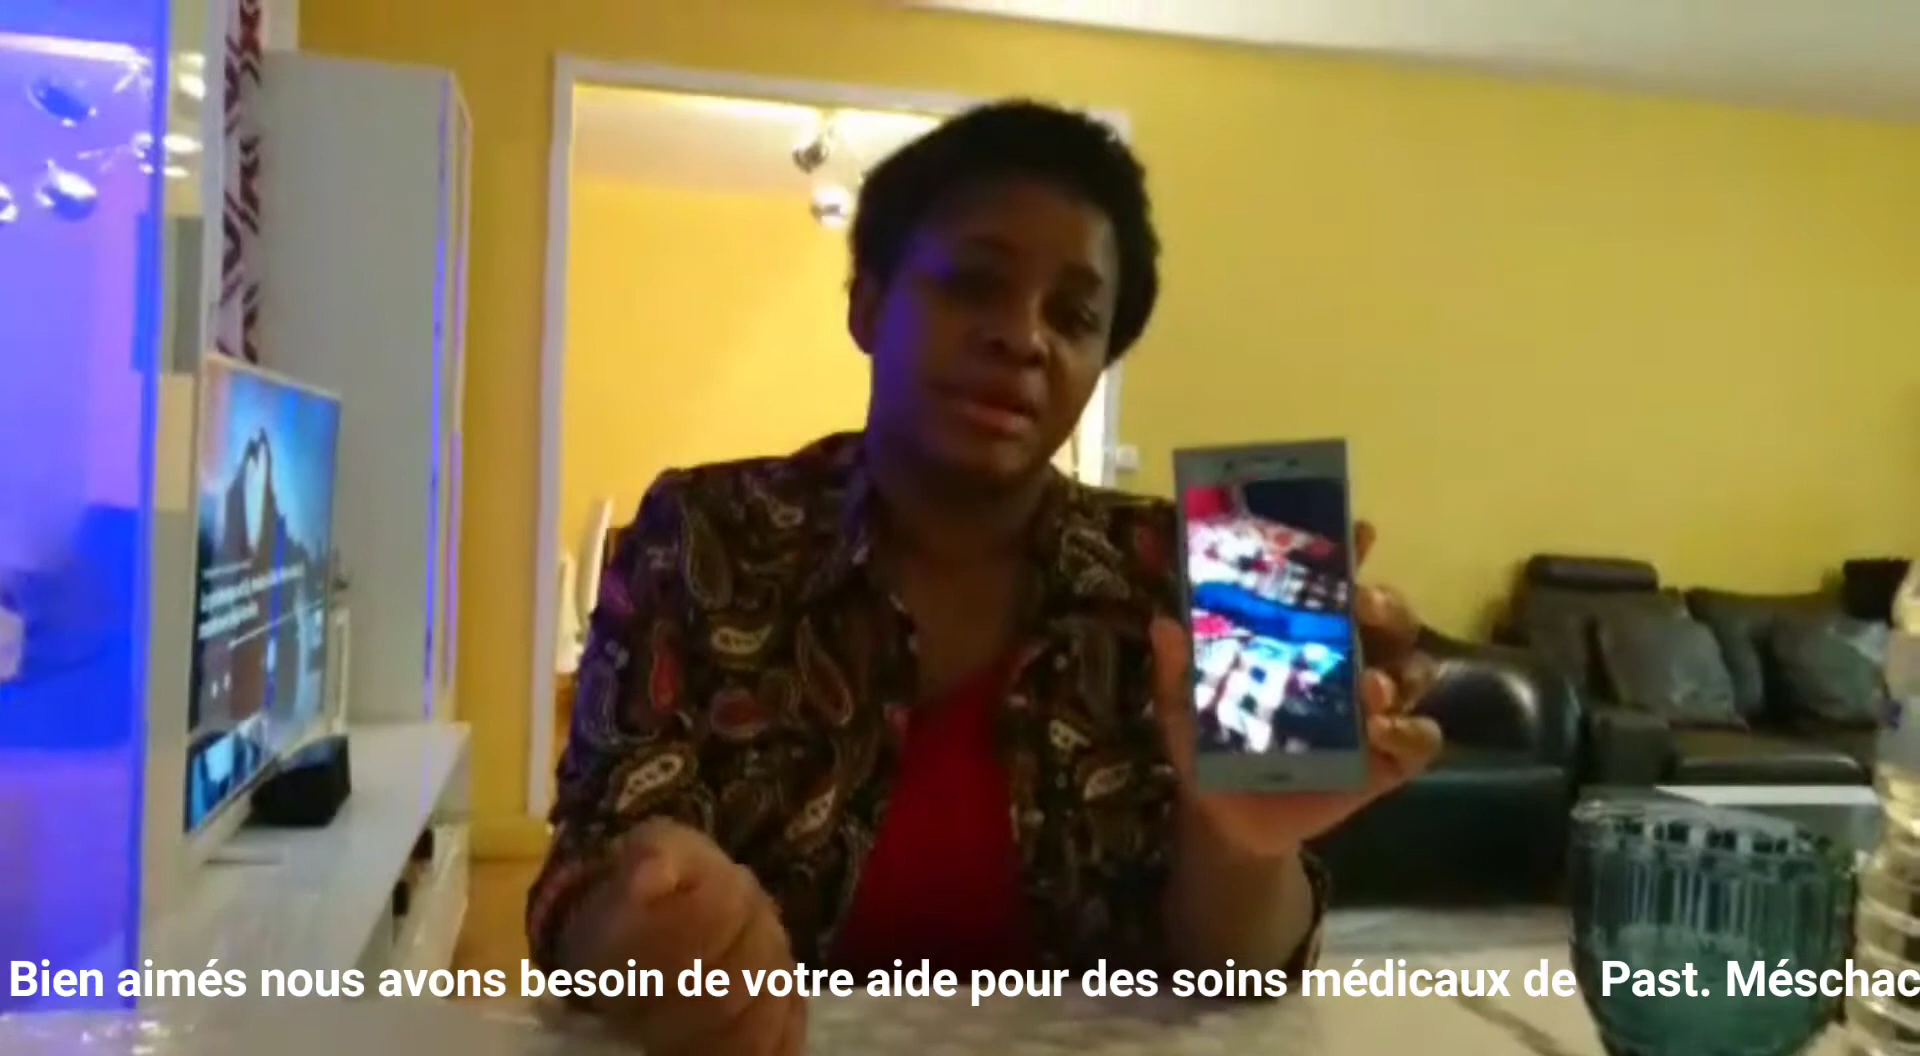 Bien aimés nous avons besoin de votre aide pour des soins médicaux de Past. Méschac